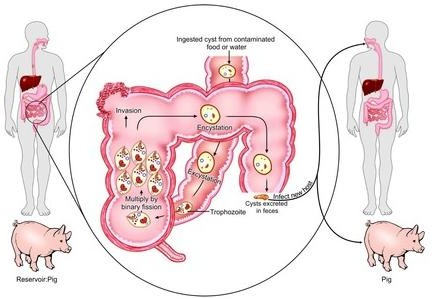 Ingested cyst from contaminated
food or water
Invasion
Encystation
Excystation
Multiply by
binary fission
Trophozoite
Infect new host
Cysts excreted
in feces
Reservoir:Pig
Pig